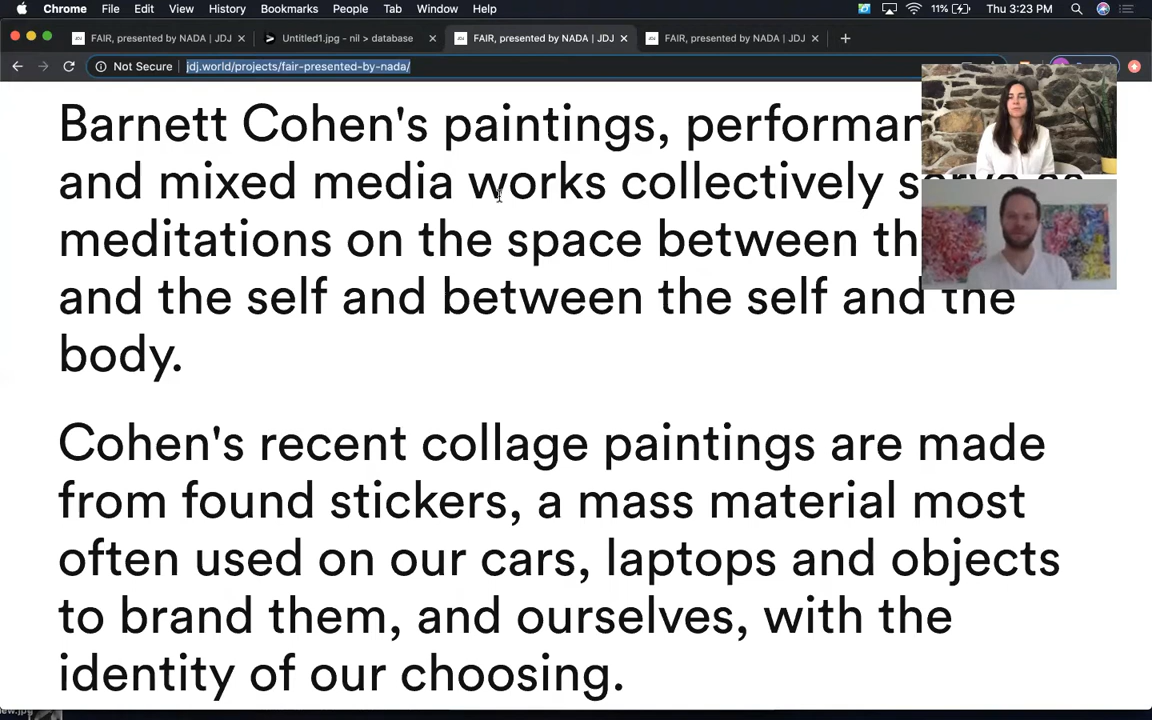 Chrome File Edit View History Bookmarks People Tab Window Help 11% Thu 3:23 PM
FAIR, presented by NADA | JDJ Untitled1.jpg - nil > database FAIR, presented by NADA | JDJ FAIR, presented by NADA | JDJ
Not Secure jdj.world/projects/fair-presented-by-nada/
Barnett Cohen's paintings, performan
and mixed media works collectively
meditations on the space between th
and the self and between the self and the
body.
Cohen's recent collage paintings are made
from found stickers, a mass material most
often used on our cars, laptops and objects
to brand them, and ourselves, with the
identity of our choosing.